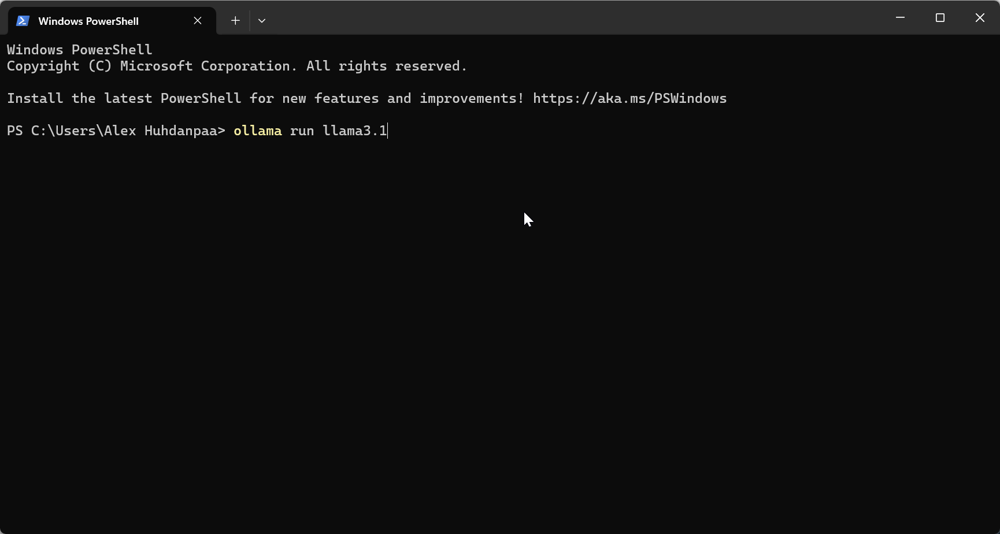 Windows PowerShell
Windows PowerShell
Copyright (C) Microsoft Corporation. All rights reserved.
Install the latest PowerShell for new features and improvements! https://aka.ms/PSWindows
PS C:\Users\Alex Huhdanpaa> ollama run llama3.1